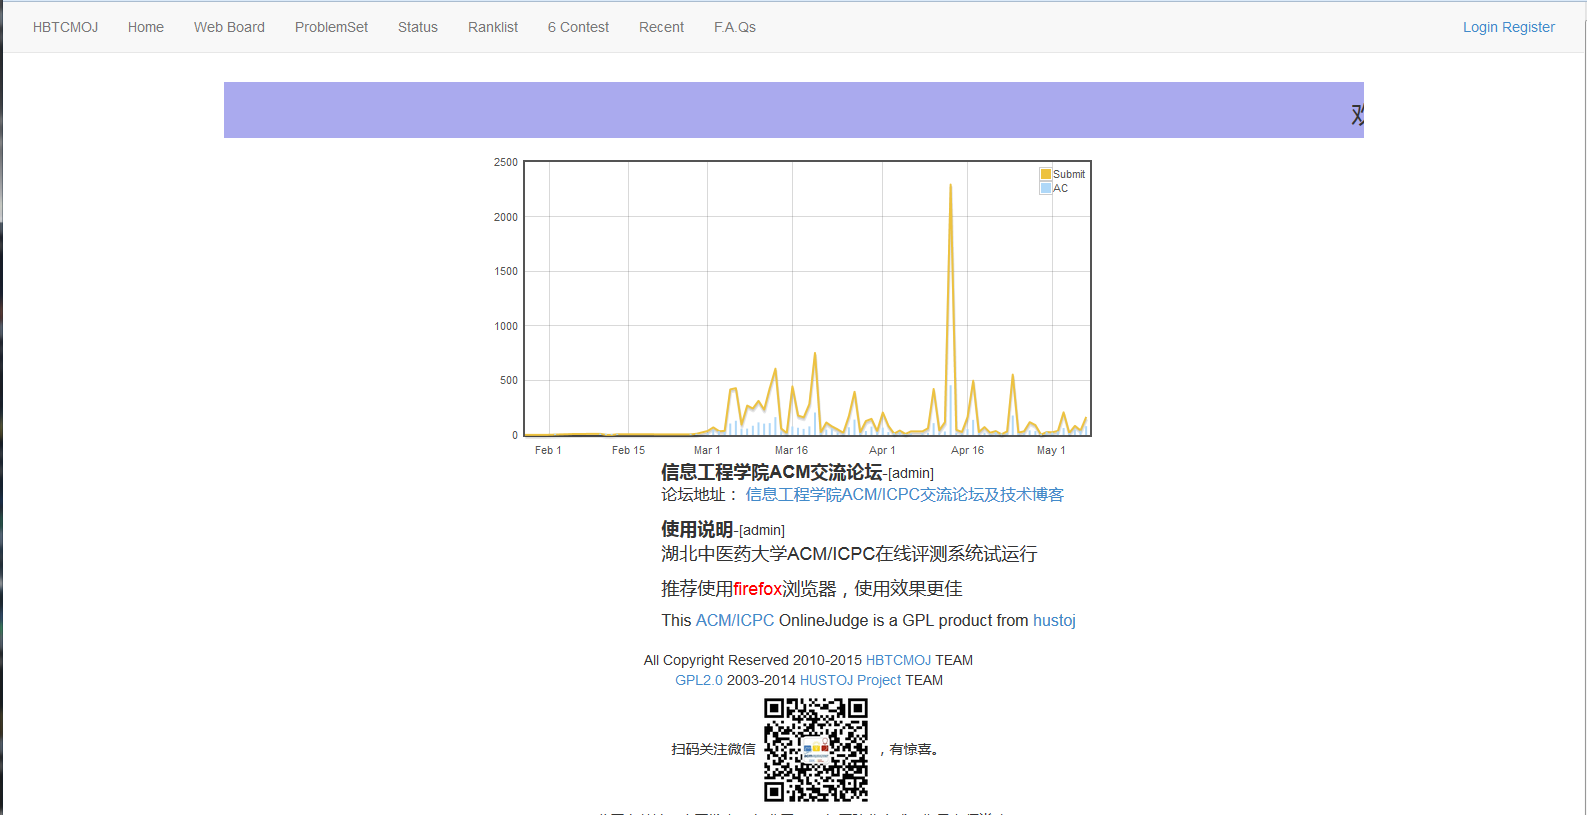 HBTCMOJ Home Web Board ProblemSet Status Ranklist 6 Contest Recent F.A.Qs Login Register
2500
Submit
AC
2000
1500
1000
500
0
Feb 1 Feb 15 Mar 1 Mar 16 Apr 1 Apr 16 May 1
信息工程学院ACM交流论坛-[admin]
论坛地址： 信息工程学院ACM/ICPC交流论坛及技术博客
使用说明-[admin]
湖北中医药大学ACM/ICPC在线评测系统试运行
推荐使用firefox浏览器，使用效果更佳
This ACM/ICPC OnlineJudge is a GPL product from hustoj
All Copyright Reserved 2010-2015 HBTCMOJ TEAM
GPL2.0 2003-2014 HUSTOJ Project TEAM
扫码关注微信 ，有惊喜。